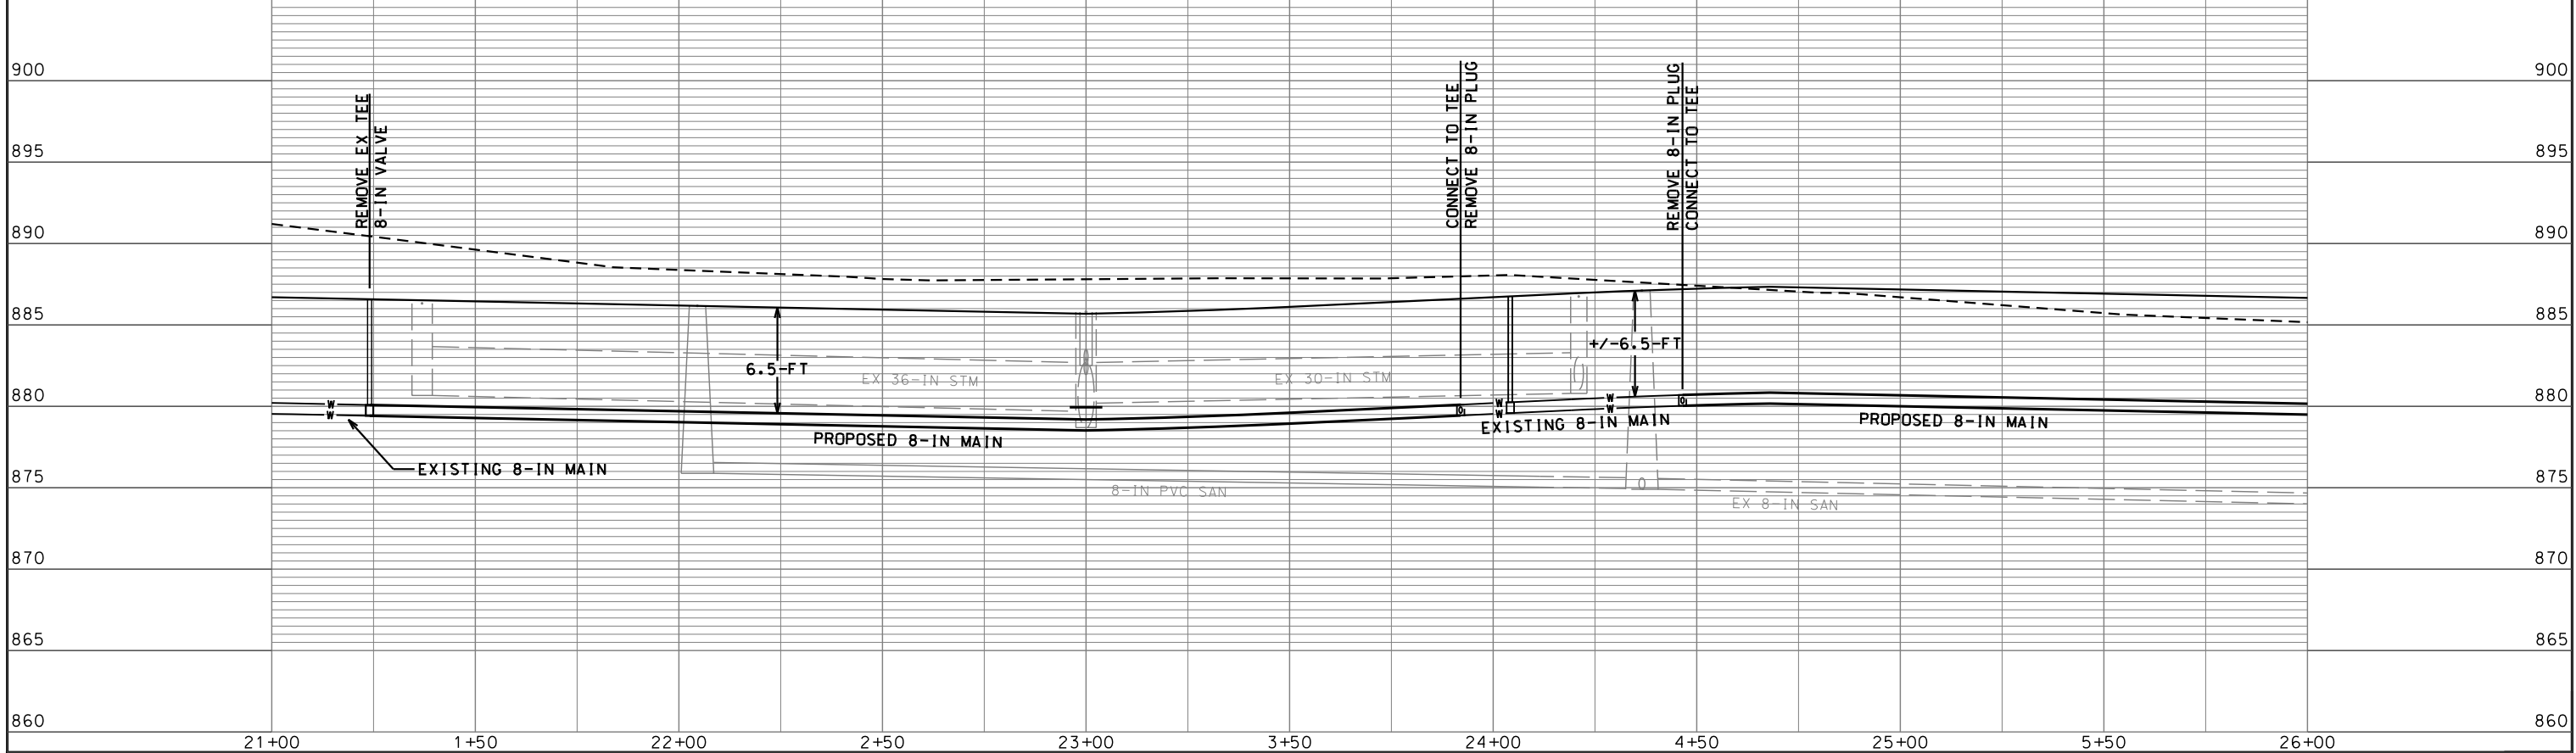 900
900
REMOVE EX TEE
8-IN VALVE
CONNECT TO TEE
REMOVE 8-IN PLUG
REMOVE 8-IN PLUG
CONNECT TO TEE
895
895
890
890
885
885
6.5-FT
EX 36-IN STM
EX 30-IN STM
+/-6.5-FT
880
880
W
W
W
W
W
W
PROPOSED 8-IN MAIN
EXISTING 8-IN MAIN
PROPOSED 8-IN MAIN
EXISTING 8-IN MAIN
875
875
8-IN PVC SAN
EX 8-IN SAN
870
870
865
865
860
860
21+00
1+50
22+00
2+50
23+00
3+50
24+00
4+50
25+00
5+50
26+00